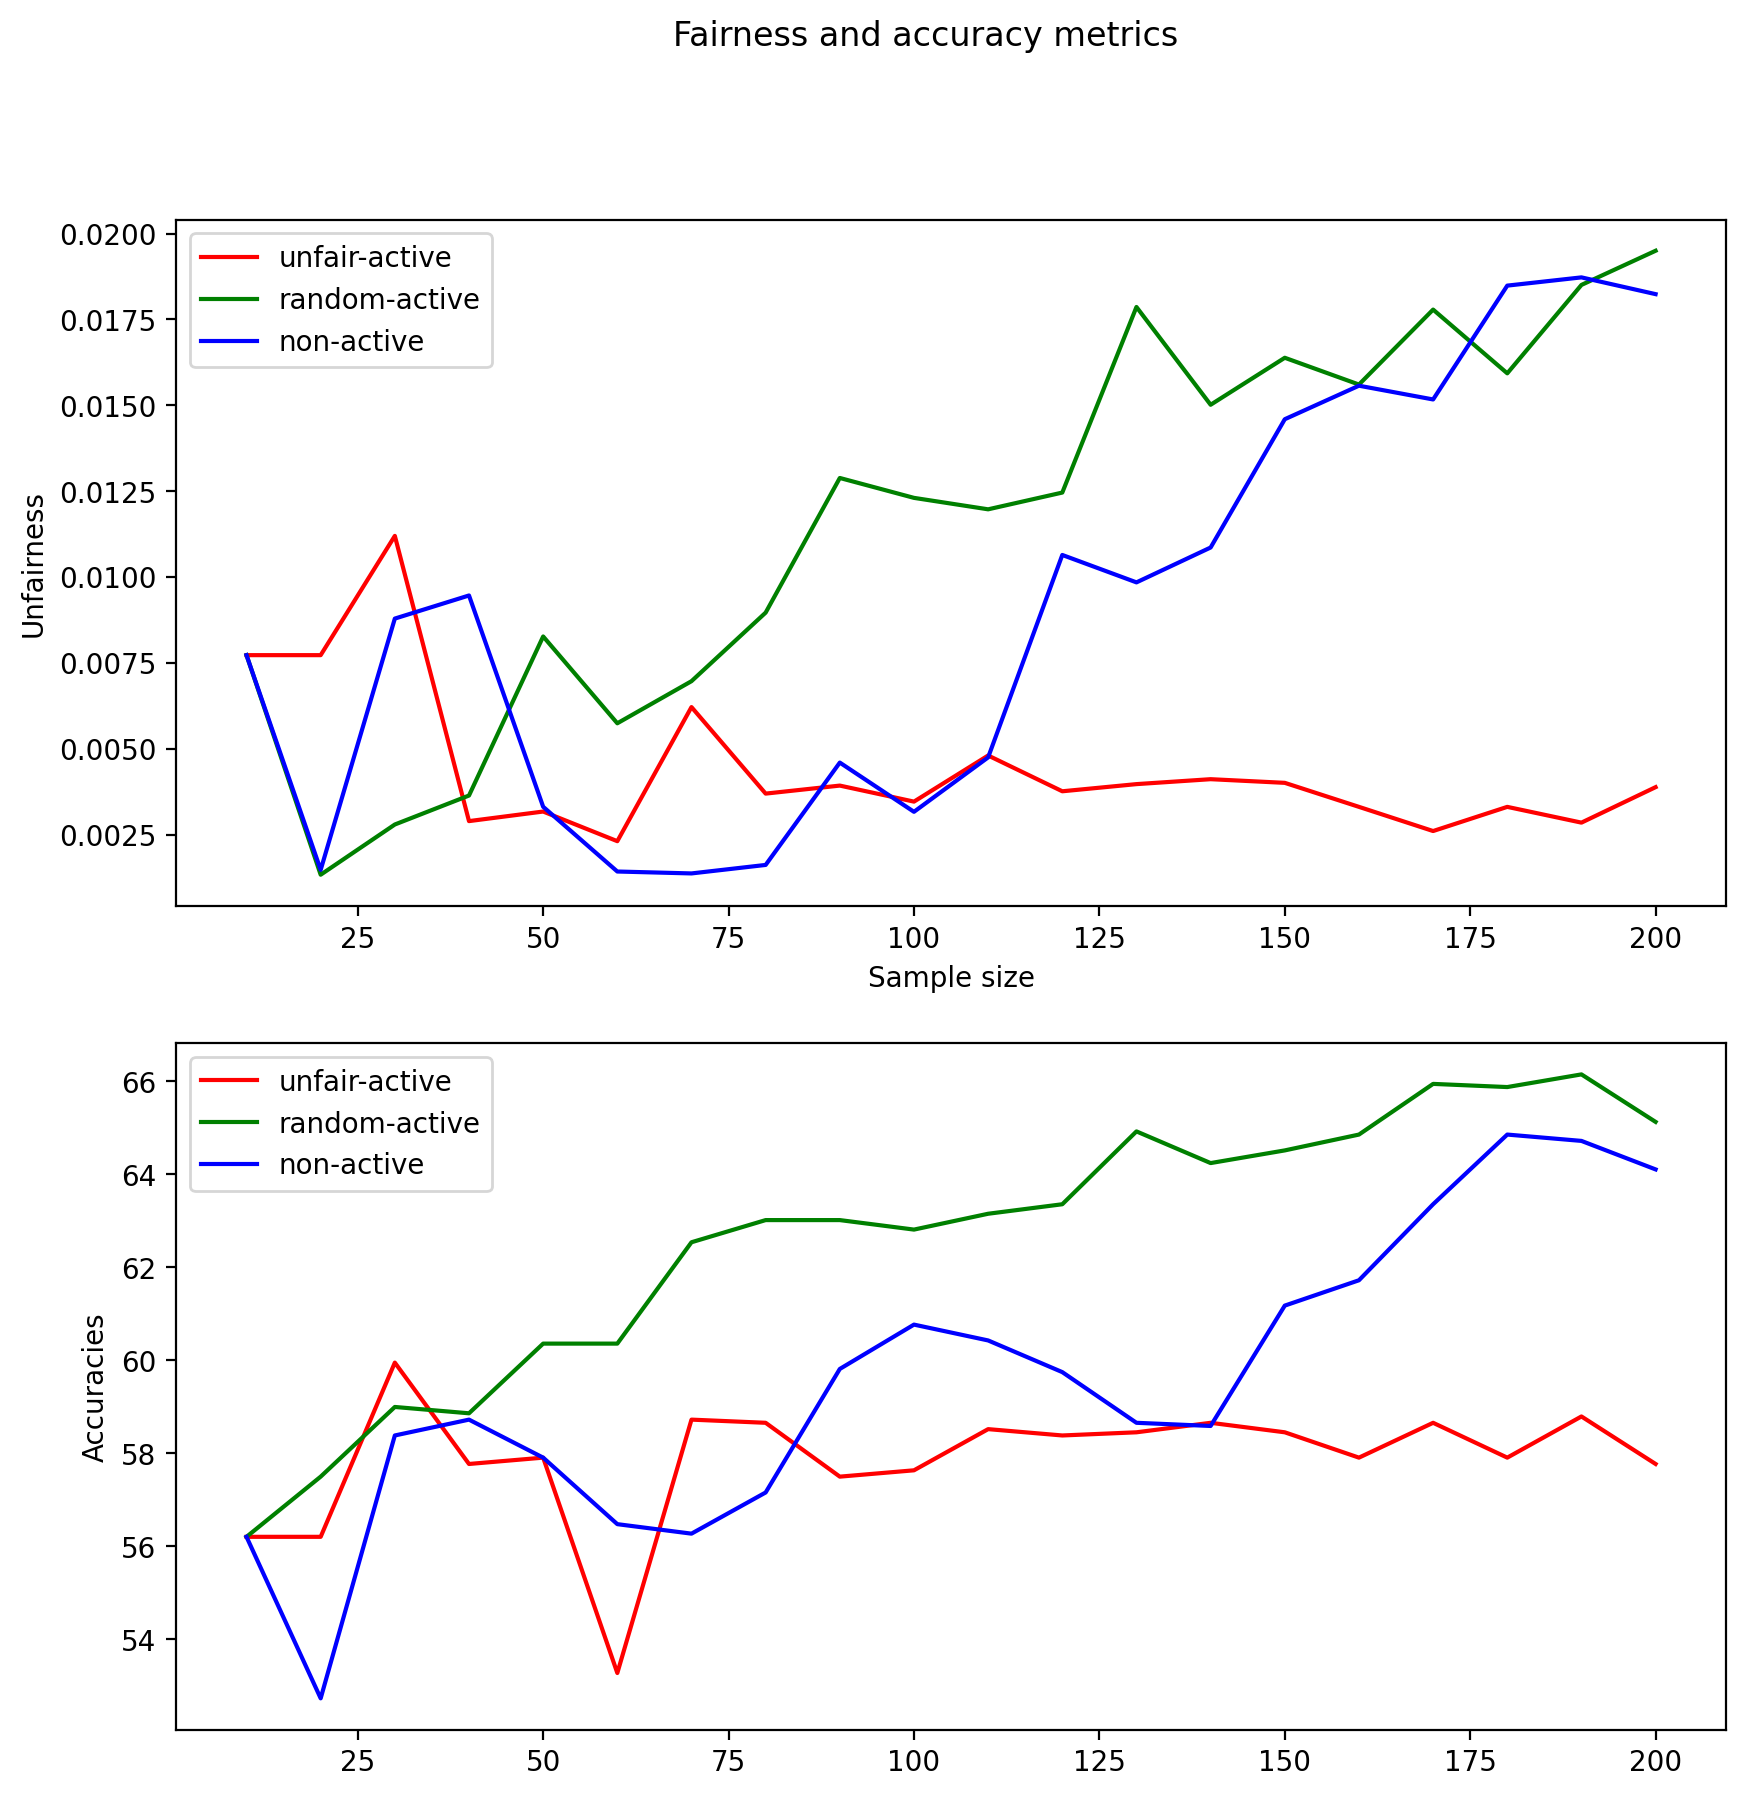 Fairness and accuracy metrics
0.0200
0.0175
0.0150
0.0125
0.0100
0.0075
0.0050
0.0025
Unfairness
unfair-active
random-active
non-active
25 50 75 100 125 150 175 200
Sample size
66
64
62
60
58
56
54
Accuracies
unfair-active
random-active
non-active
25 50 75 100 125 150 175 200